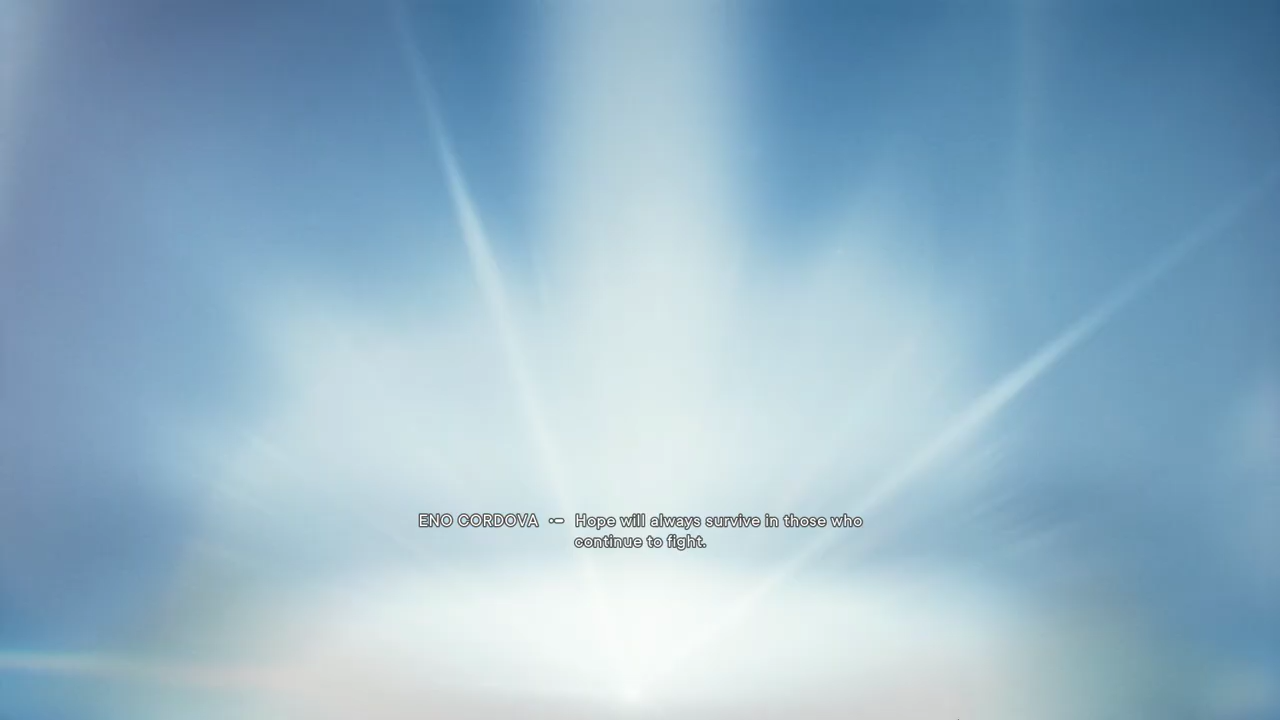 ENO CORDOVA •– Hope will always survive in those who
continue to fight.